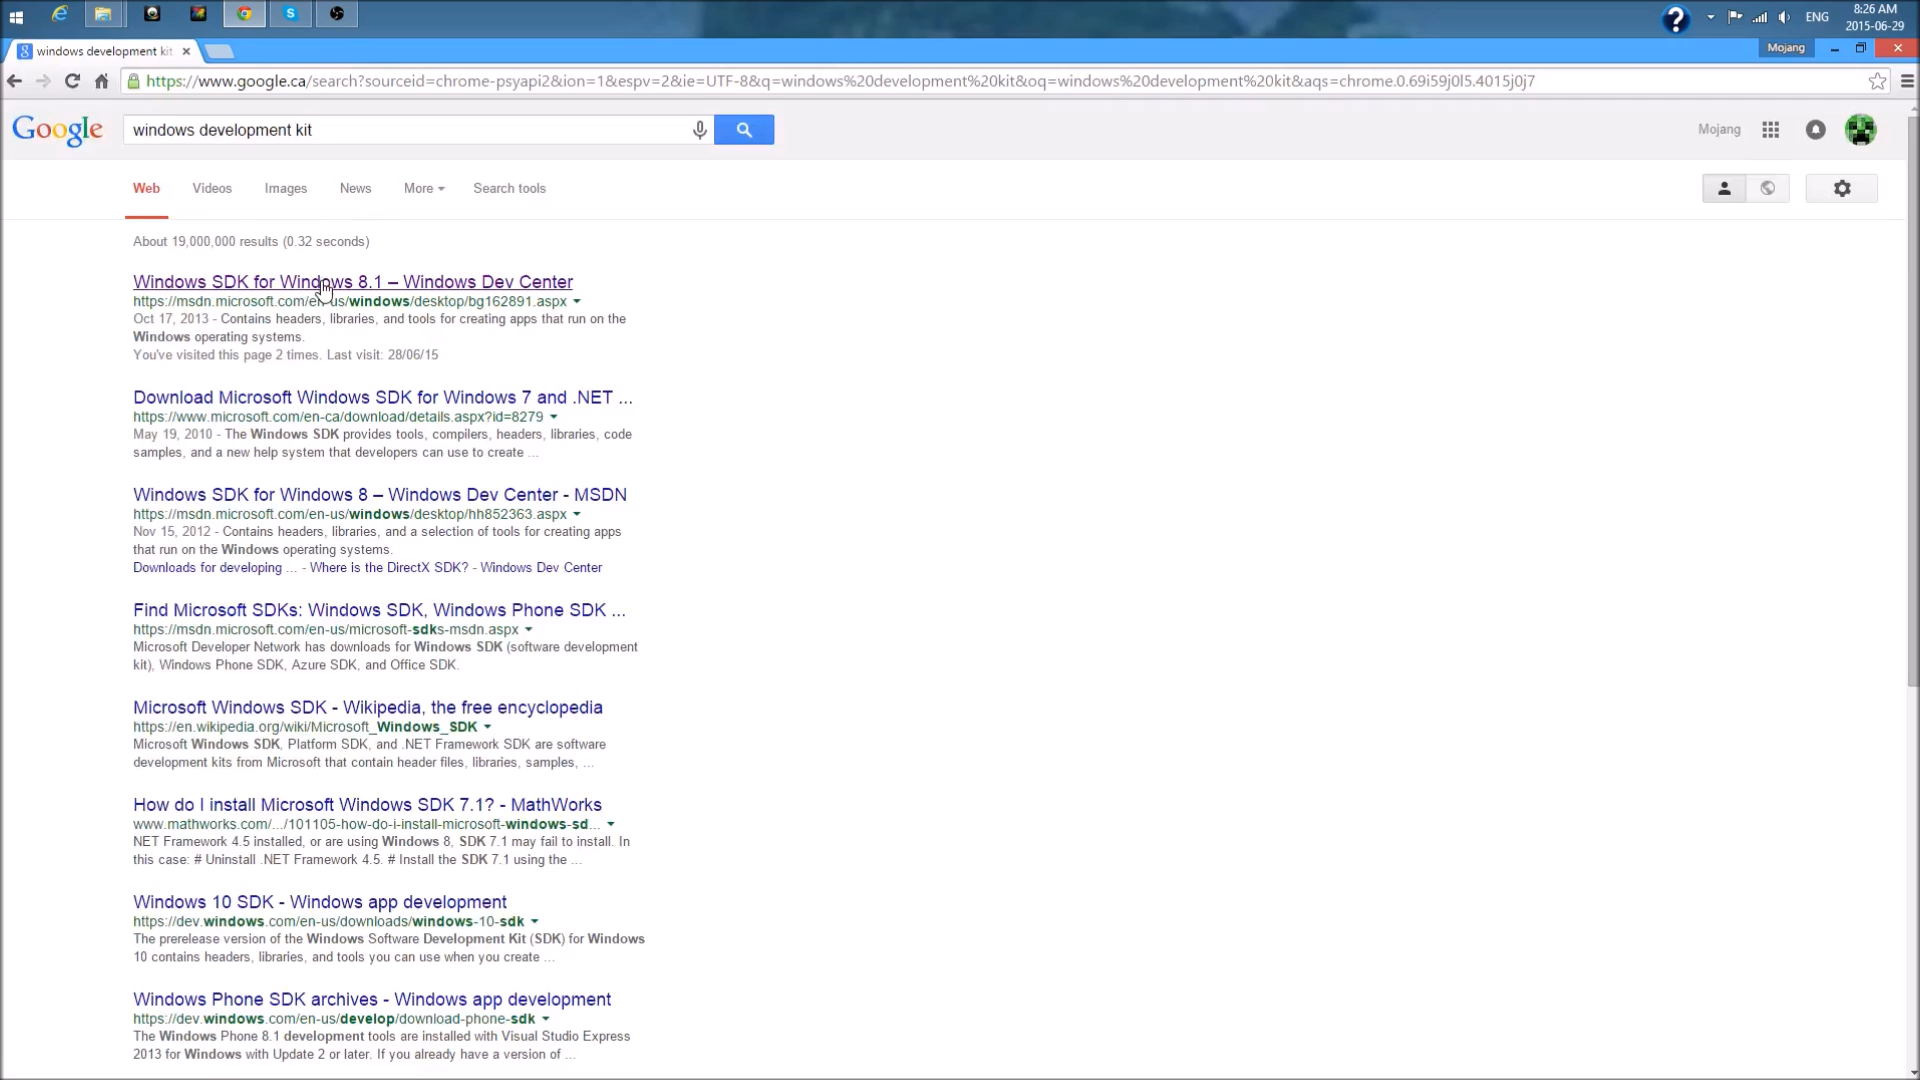 8:26 AM
ENG
2015-06-29
windows development kit
Mojang
https://www.google.ca/search?sourceid=chrome-psyapi2&ion=1&espv=2&ie=UTF-8&q=windows%20development%20kit&oq=windows%20development%20kit&aqs=chrome.0.69i59j0l5.4015j0j7
Google
windows development kit
Mojang
Web
Videos
Images
News
More
Search tools
About 19,000,000 results (0.32 seconds)
Windows SDK for Windows 8.1 – Windows Dev Center
https://msdn.microsoft.com/en-us/windows/desktop/bg162891.aspx
Oct 17, 2013 - Contains headers, libraries, and tools for creating apps that run on the
Windows operating systems.
You've visited this page 2 times. Last visit: 28/06/15
Download Microsoft Windows SDK for Windows 7 and .NET ...
https://www.microsoft.com/en-ca/download/details.aspx?id=8279
May 19, 2010 - The Windows SDK provides tools, compilers, headers, libraries, code
samples, and a new help system that developers can use to create ...
Windows SDK for Windows 8 – Windows Dev Center - MSDN
https://msdn.microsoft.com/en-us/windows/desktop/hh852363.aspx
Nov 15, 2012 - Contains headers, libraries, and a selection of tools for creating apps
that run on the Windows operating systems.
Downloads for developing ... - Where is the DirectX SDK? - Windows Dev Center
Find Microsoft SDKs: Windows SDK, Windows Phone SDK ...
https://msdn.microsoft.com/en-us/microsoft-sdks-msdn.aspx
Microsoft Developer Network has downloads for Windows SDK (software development
kit), Windows Phone SDK, Azure SDK, and Office SDK.
Microsoft Windows SDK - Wikipedia, the free encyclopedia
https://en.wikipedia.org/wiki/Microsoft_Windows_SDK
Microsoft Windows SDK, Platform SDK, and .NET Framework SDK are software
development kits from Microsoft that contain header files, libraries, samples, ...
How do I install Microsoft Windows SDK 7.1? - MathWorks
www.mathworks.com/.../101105-how-do-i-install-microsoft-windows-sd...
NET Framework 4.5 installed, or are using Windows 8, SDK 7.1 may fail to install. In
this case: # Uninstall .NET Framework 4.5. # Install the SDK 7.1 using the ...
Windows 10 SDK - Windows app development
https://dev.windows.com/en-us/downloads/windows-10-sdk
The prerelease version of the Windows Software Development Kit (SDK) for Windows
10 contains headers, libraries, and tools you can use when you create ...
Windows Phone SDK archives - Windows app development
https://dev.windows.com/en-us/develop/download-phone-sdk
The Windows Phone 8.1 development tools are installed with Visual Studio Express
2013 for Windows with Update 2 or later. If you already have a version of ...